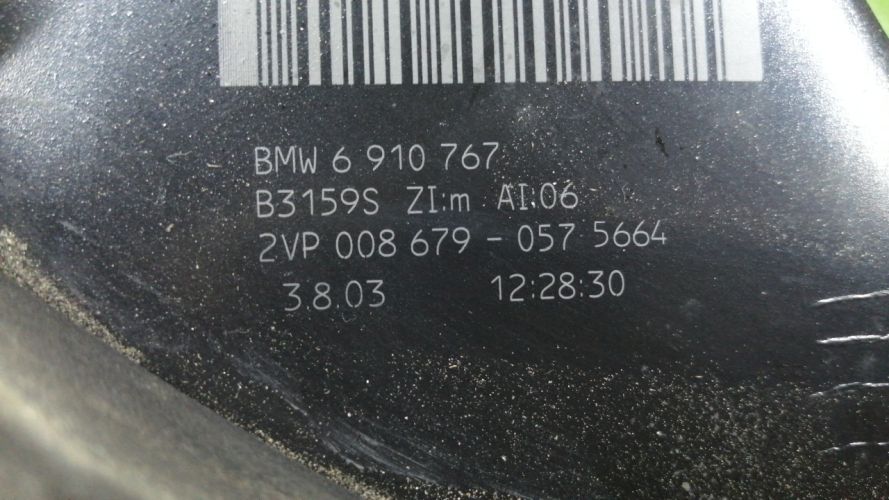 BMW 6 910 767
B3159S ZI:m AI:06
2VP 008 679 - 057 5664
3.8.03 12:28:30